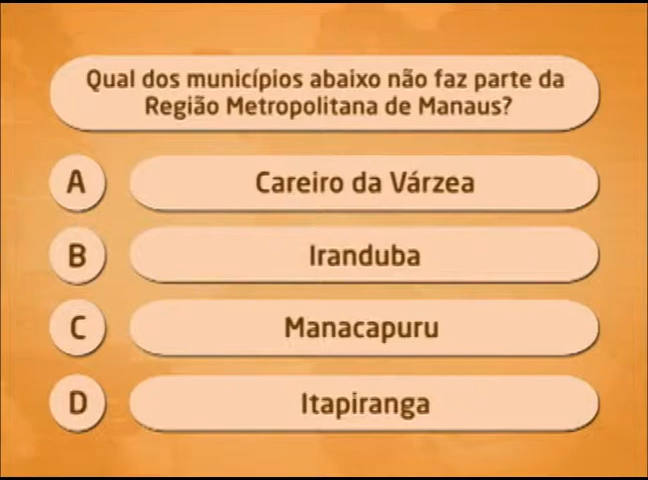 Qual dos municípios abaixo não faz parte da
Região Metropolitana de Manaus?
A Careiro da Várzea
B Iranduba
C Manacapuru
D Itapiranga